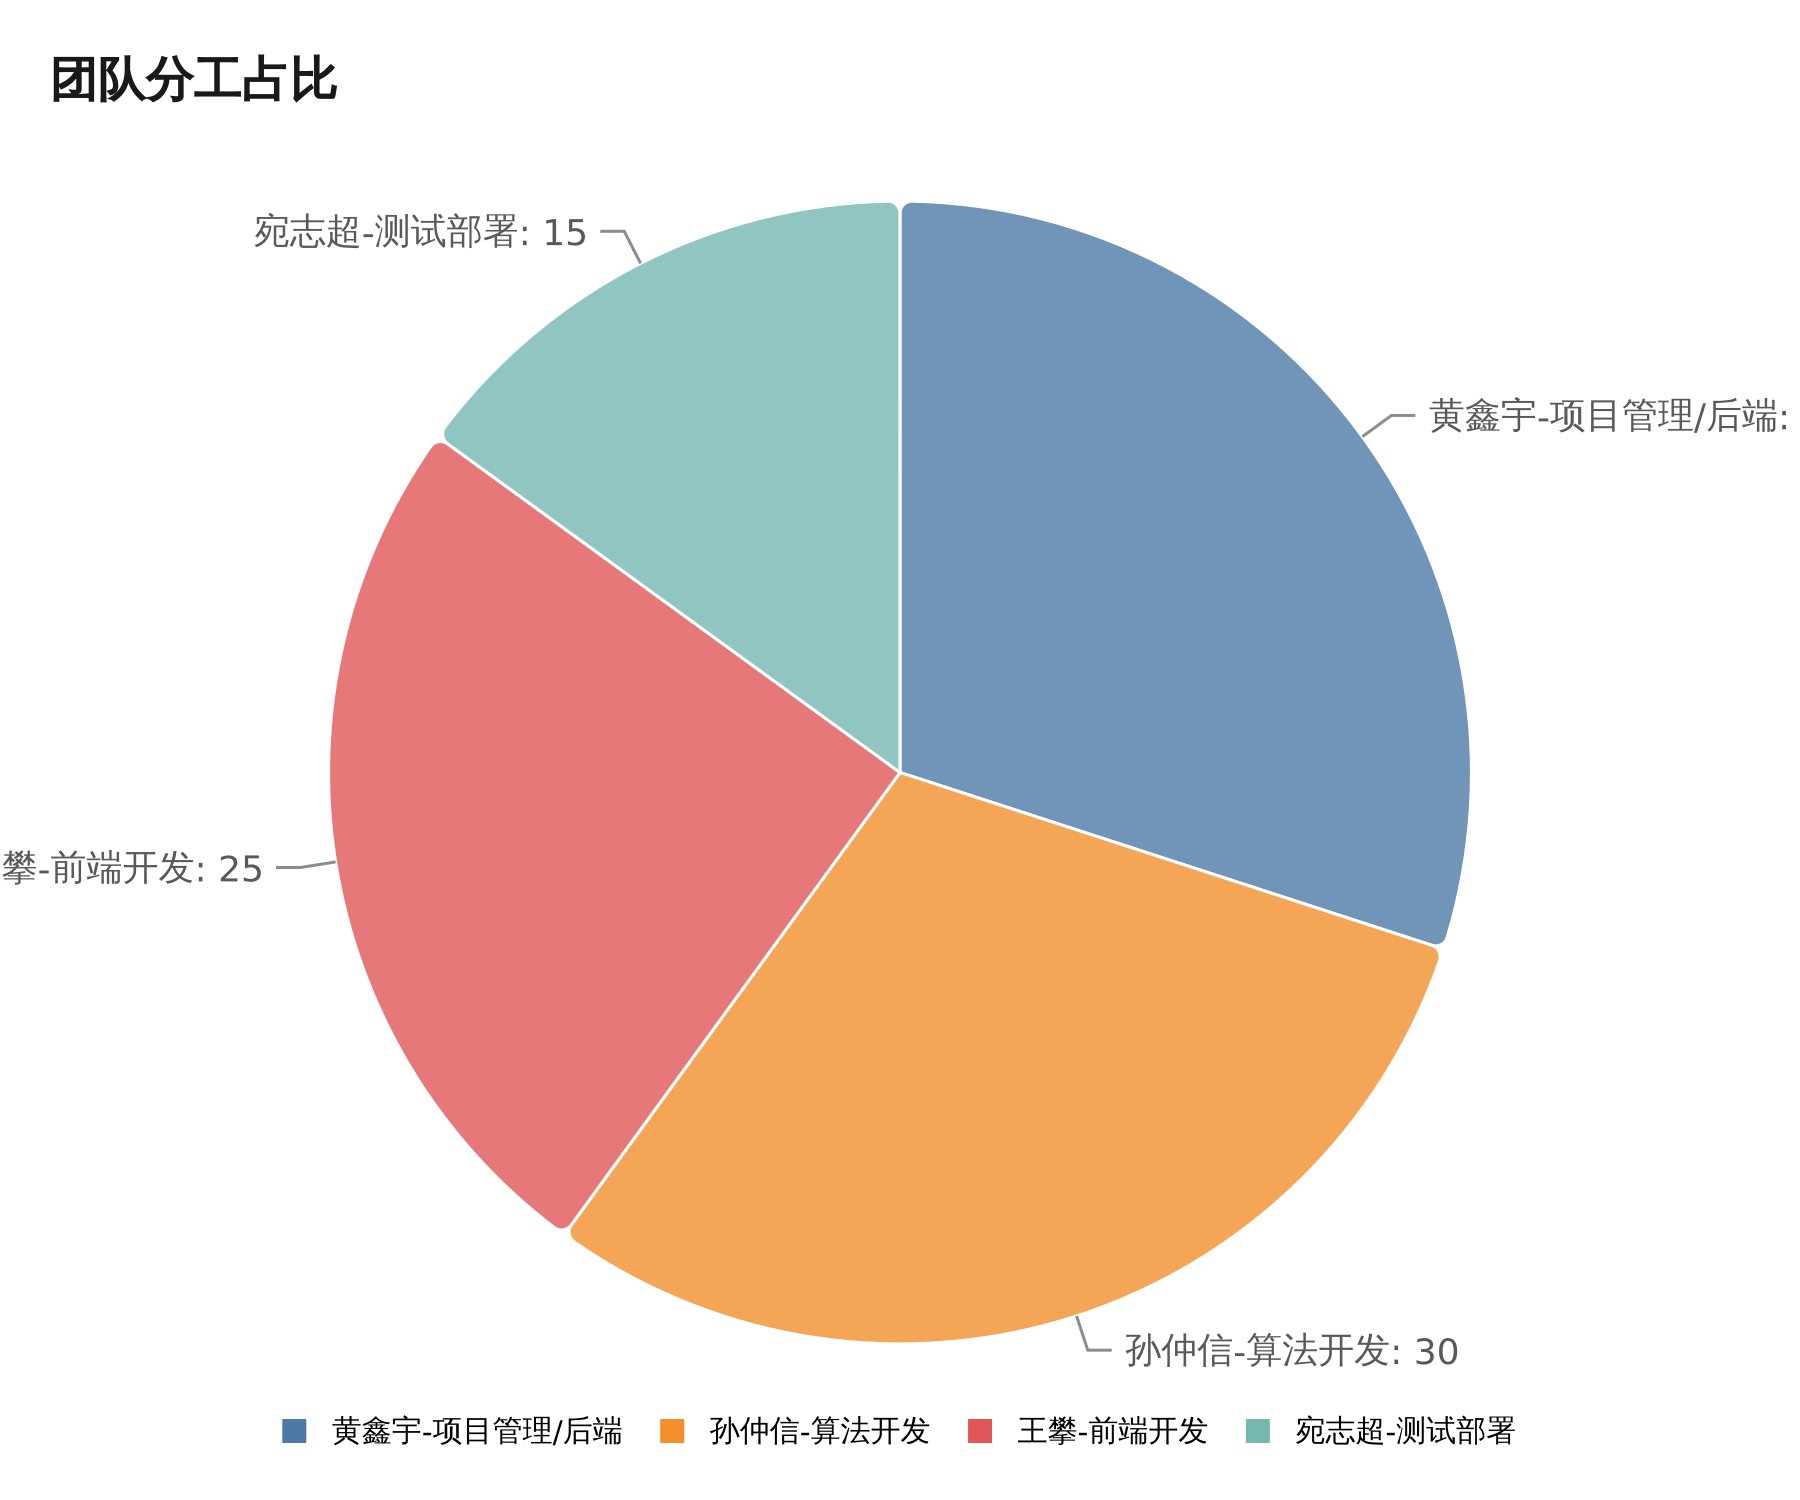 团队分工占比
宛志超-测试部署: 15
黄鑫宇-项目管理/后端:
攀-前端开发: 25
孙仲信-算法开发: 30
黄鑫宇-项目管理/后端
孙仲信-算法开发
王攀-前端开发
宛志超-测试部署